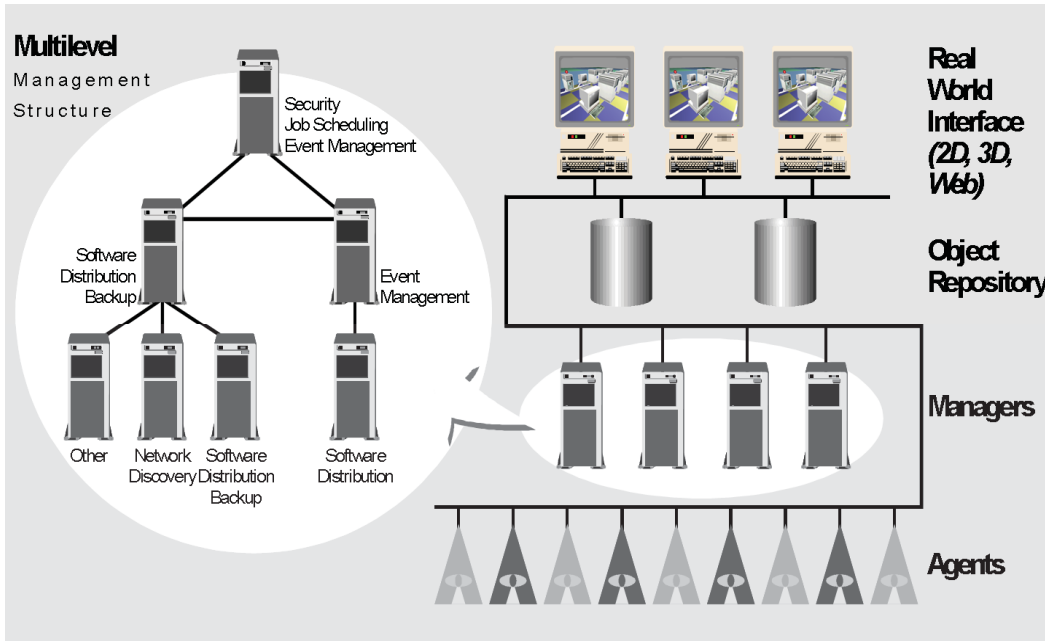 Multilevel
Management
Structure
Security
Job Scheduling
Event Management
Software
Distribution
Backup
Event
Management
Other
Network
Discovery
Software
Distribution
Backup
Software
Distribution
Real
World
Interface
(2D, 3D,
Web)
Object
Repository
Managers
Agents